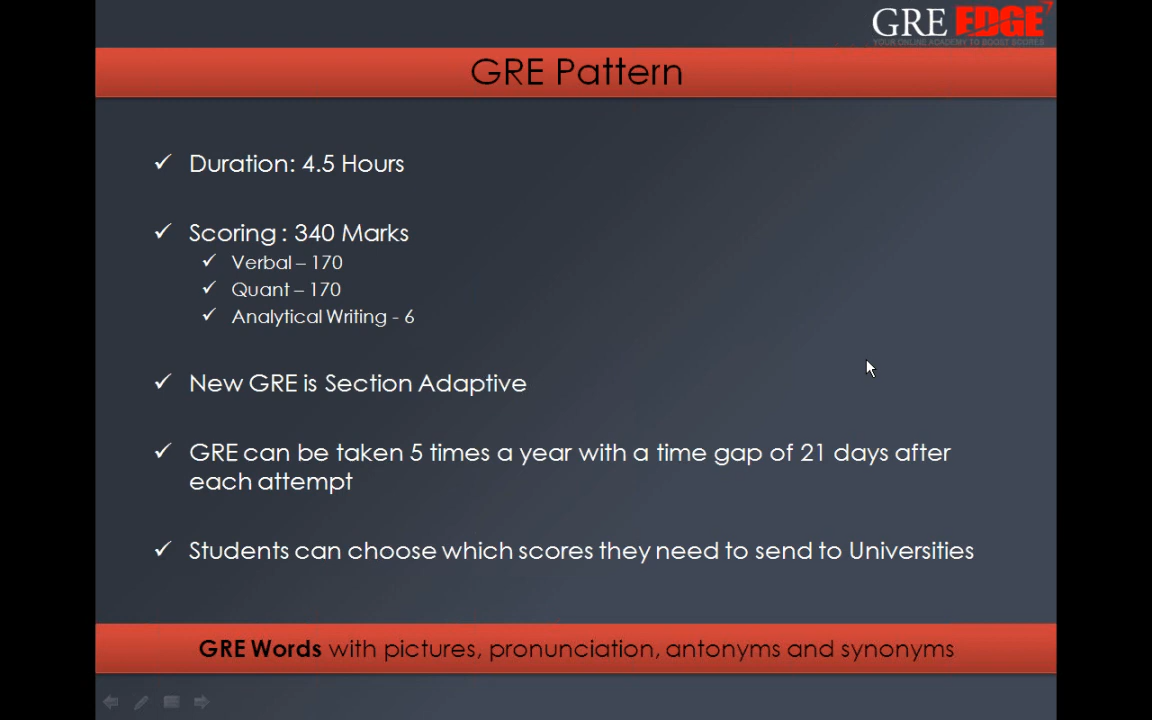 GRE EDGE
YOUR ONLINE ACADEMY TO BOOST SCORES
GRE Pattern
Duration: 4.5 Hours
Scoring : 340 Marks
Verbal – 170
Quant – 170
Analytical Writing - 6
New GRE is Section Adaptive
GRE can be taken 5 times a year with a time gap of 21 days after
each attempt
Students can choose which scores they need to send to Universities
GRE Words with pictures, pronunciation, antonyms and synonyms